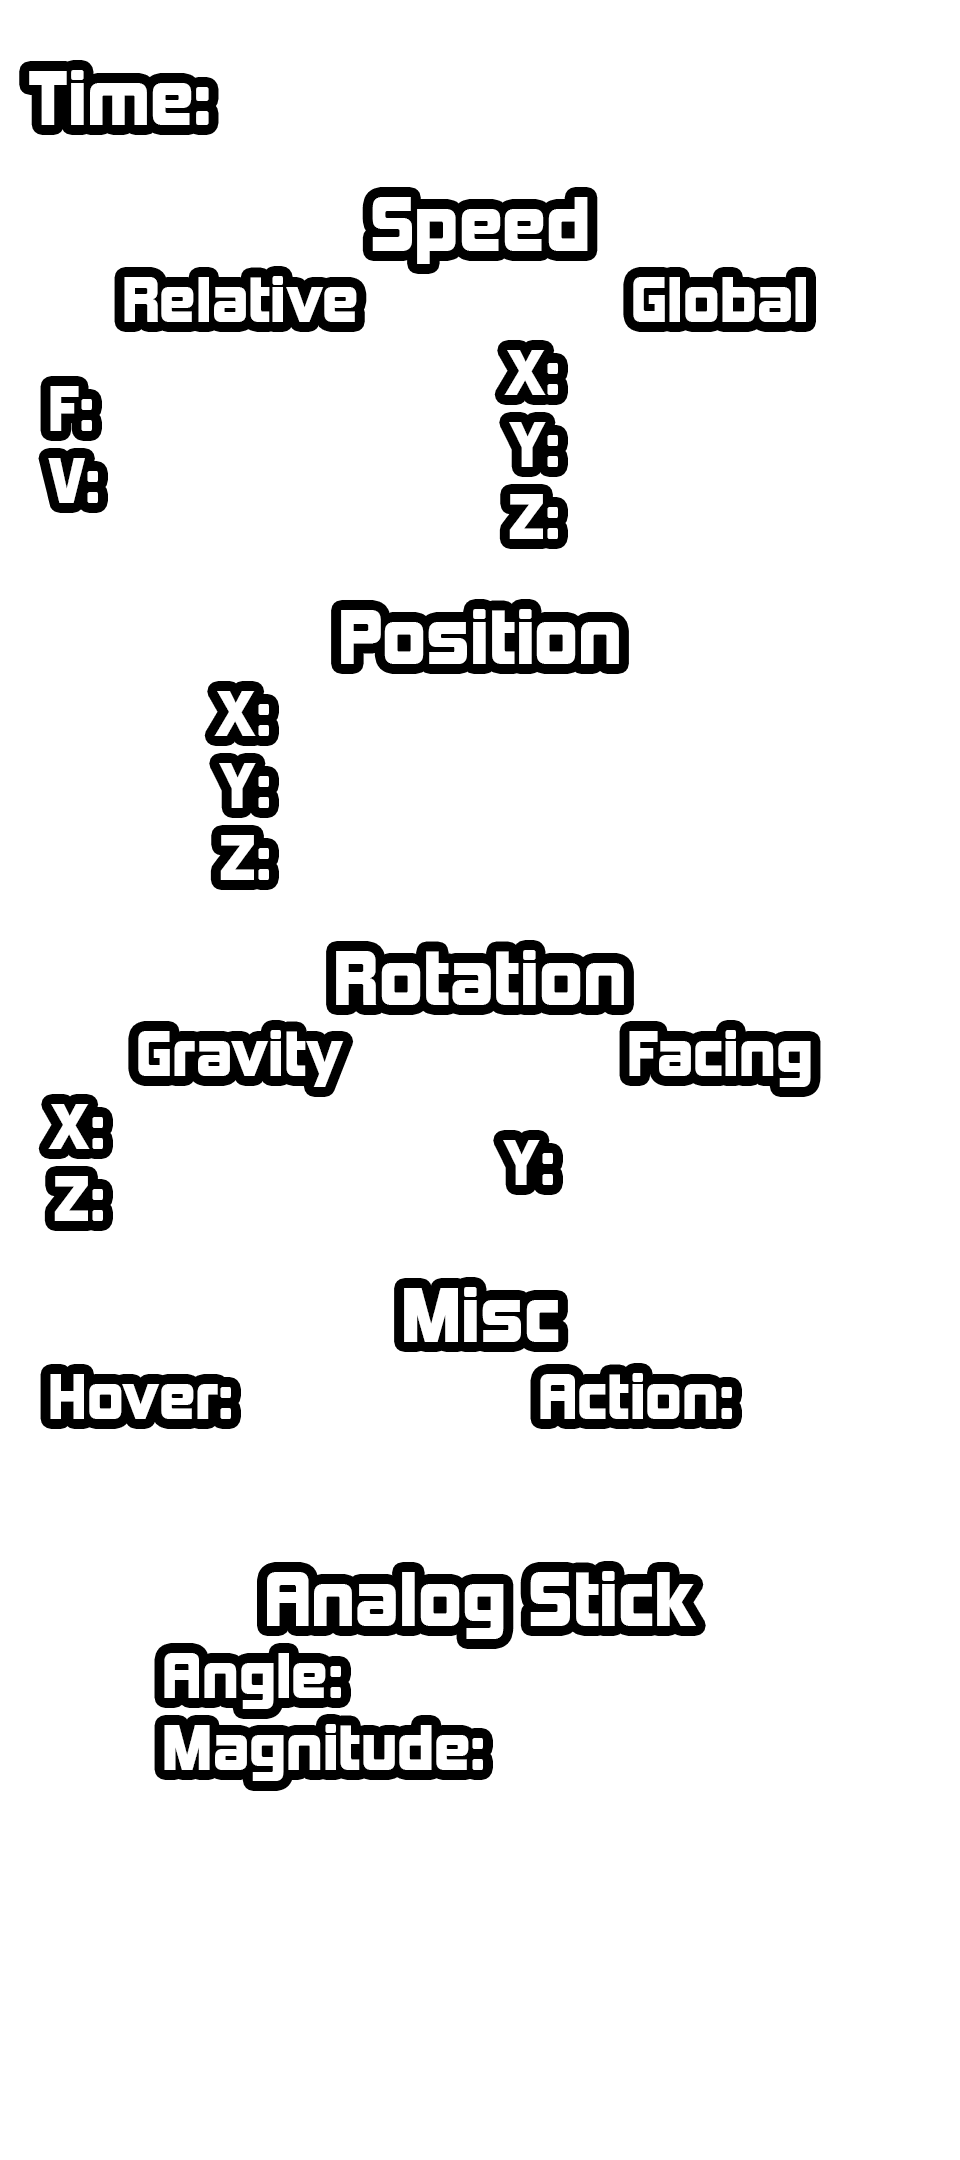 Time:
Speed
Relative Global
X:
F:
Y:
V:
Z:
Position
X:
Y:
Z:
Rotation
Gravity Facing
X:
Y:
Z:
Misc
Hover: Action:
Analog Stick
Angle:
Magnitude: